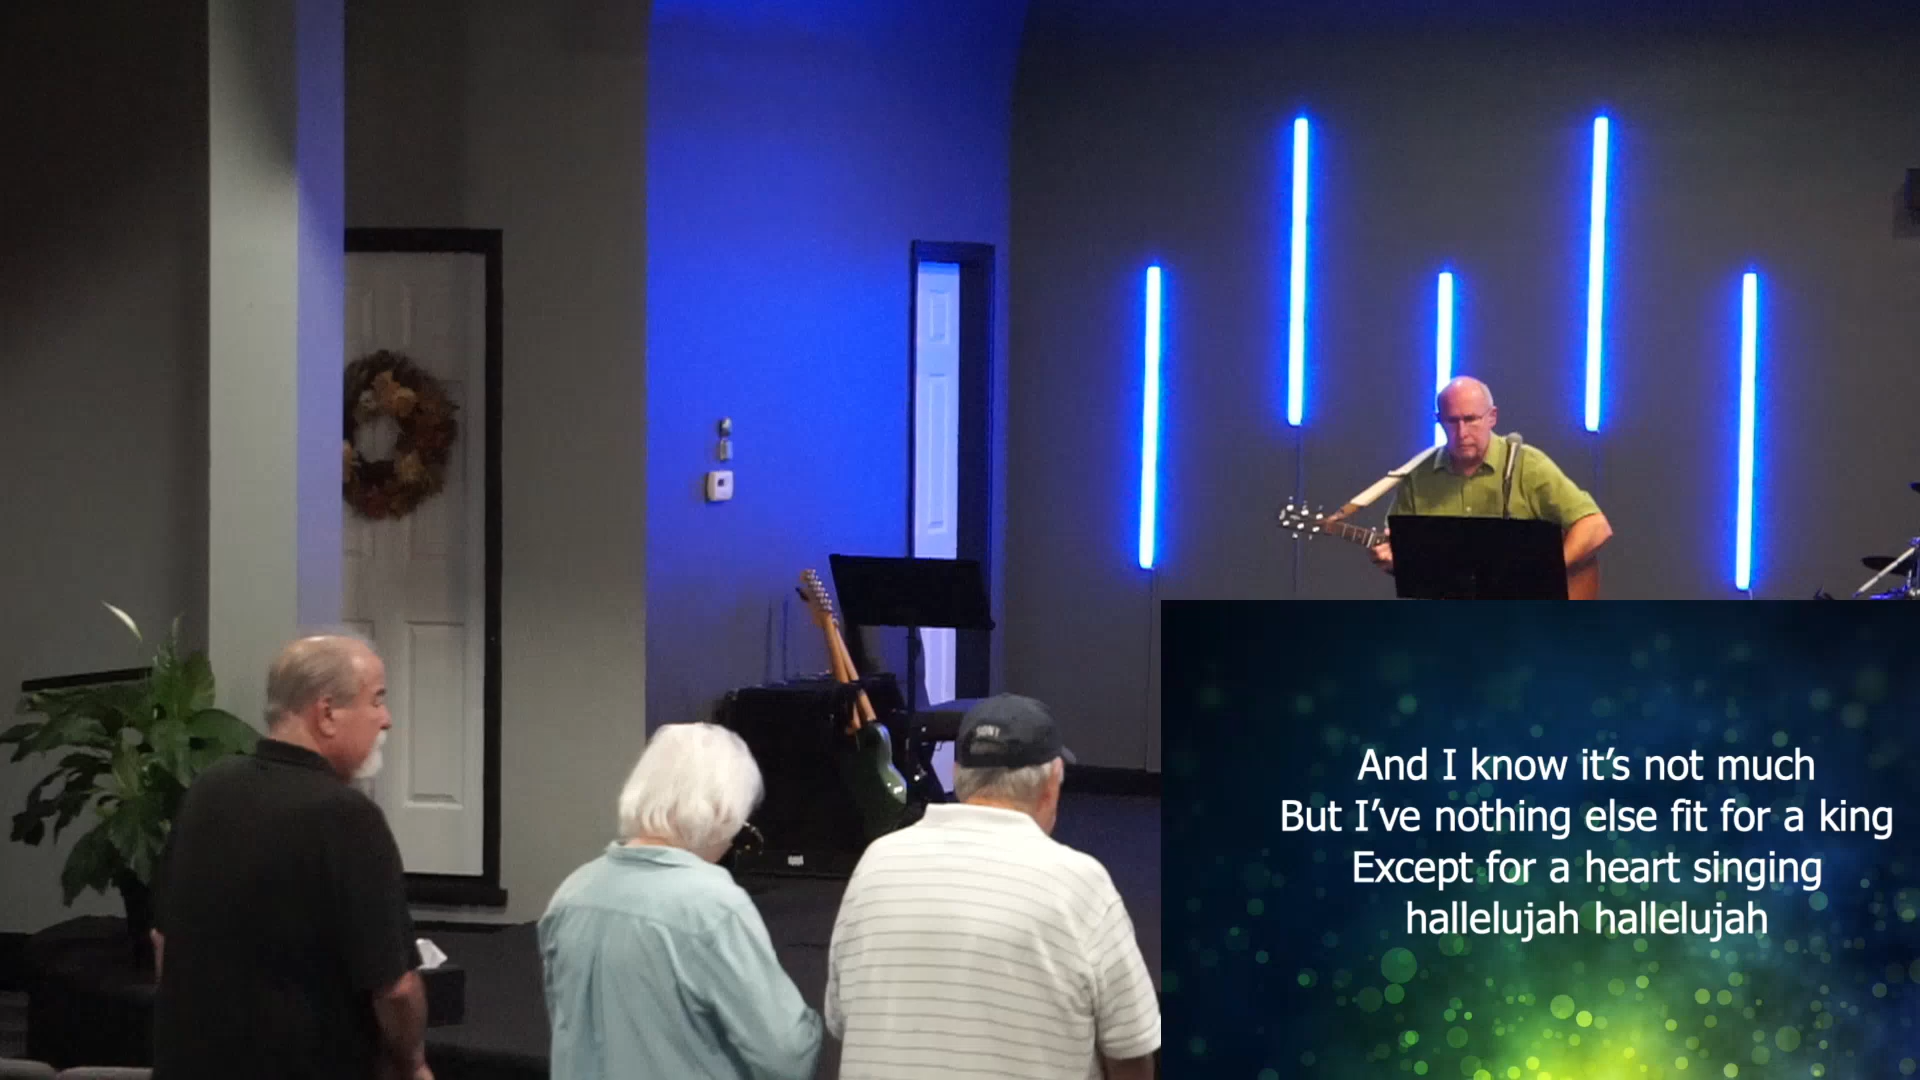 And I know it’s not much
But I’ve nothing else fit for a king
Except for a heart singing
hallelujah hallelujah